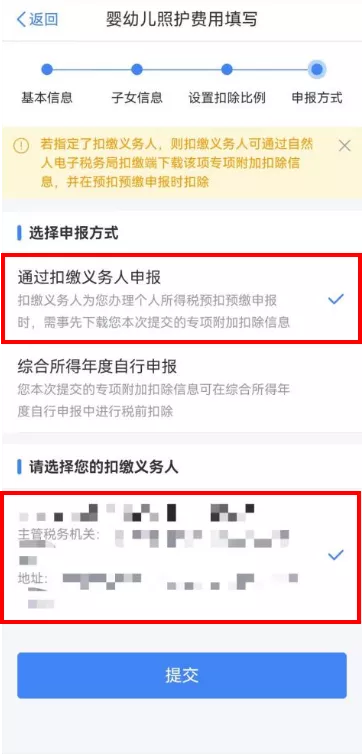 返回
婴幼儿照护费用填写
基本信息
子女信息
设置扣除比例
申报方式
若指定了扣缴义务人，则扣缴义务人可通过自然
人电子税务局扣缴端下载该项专项附加扣除信
息，并在预扣预缴申报时扣除
选择申报方式
通过扣缴义务人申报
扣缴义务人为您办理个人所得税预扣预缴申报
时，需事先下载您本次提交的专项附加扣除信息
综合所得年度自行申报
您本次提交的专项附加扣除信息可在综合所得年
度自行申报中进行税前扣除
请选择您的扣缴义务人
主管税务机关：
地址：
提交